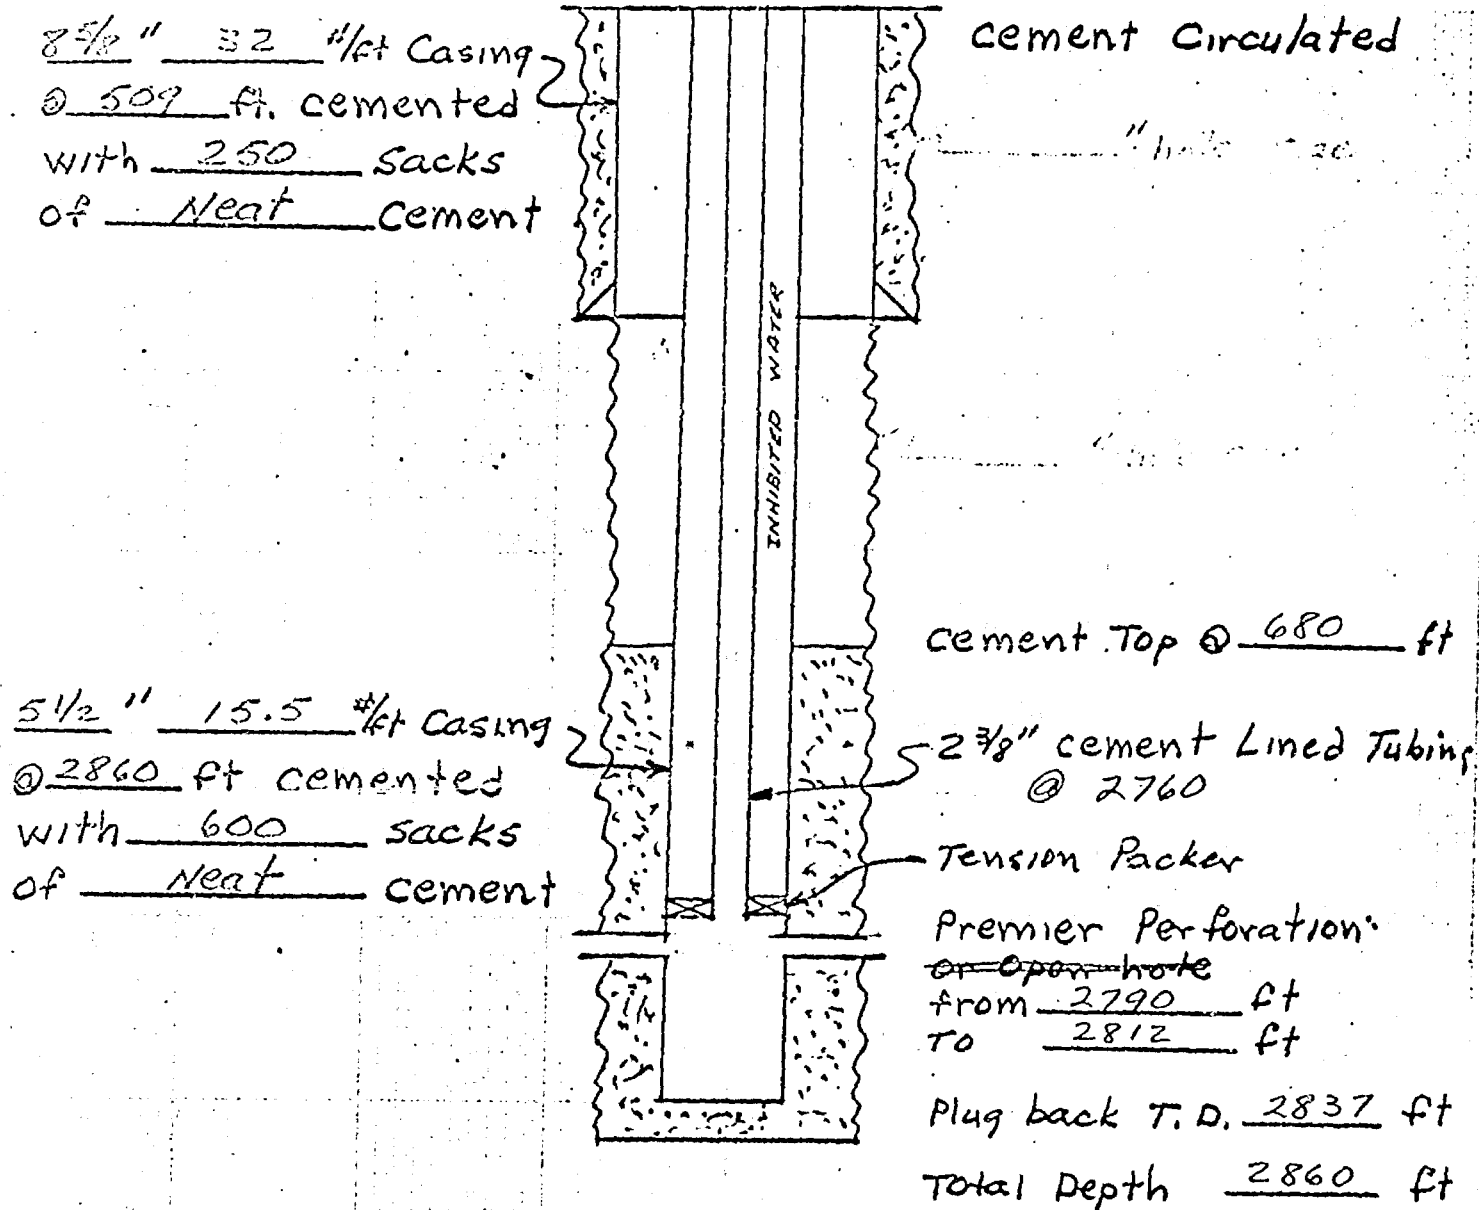 8 5/8" 32 #/ft Casing
@ 509 ft. cemented
with 250 Sacks
of Neat Cement
cement Circulated
" hole
INHIBITED WATER
cement Top @ 680 ft
5 1/2" 15.5 #/ft Casing
@ 2860 ft cemented
with 600 sacks
of Neat cement
2 3/8" cement Lined Tubing
@ 2760
Tension Packer
Premier Perforation
or Open hole
from 2790 ft
TO 2812 ft
Plug back T.D. 2837 ft
Total Depth 2860 ft